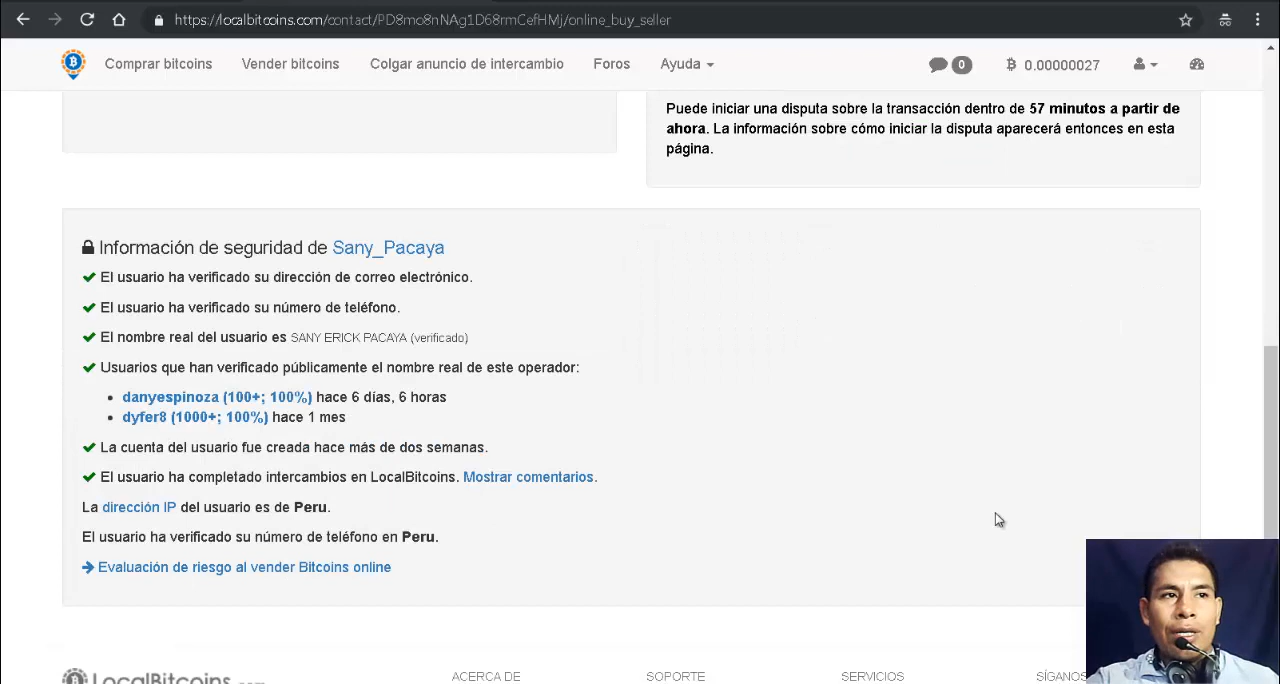 https://localbitcoins.com/contact/PD8mo8nNAg1D68rmCefHMj/online_buy_seller
Comprar bitcoins Vender bitcoins Colgar anuncio de intercambio Foros Ayuda 0 0.00000027
Puede iniciar una disputa sobre la transacción dentro de 57 minutos a partir de
ahora. La información sobre cómo iniciar la disputa aparecerá entonces en esta
página.
Información de seguridad de Sany_Pacaya
El usuario ha verificado su dirección de correo electrónico.
El usuario ha verificado su número de teléfono.
El nombre real del usuario es SANY ERICK PACAYA (verificado)
Usuarios que han verificado públicamente el nombre real de este operador:
danyespinoza (100+; 100%) hace 6 días, 6 horas
dyfer8 (1000+; 100%) hace 1 mes
La cuenta del usuario fue creada hace más de dos semanas.
El usuario ha completado intercambios en LocalBitcoins. Mostrar comentarios.
La dirección IP del usuario es de Peru.
El usuario ha verificado su número de teléfono en Peru.
Evaluación de riesgo al vender Bitcoins online
LocalBitcoins.com ACERCA DE SOPORTE SERVICIOS SÍGANOS